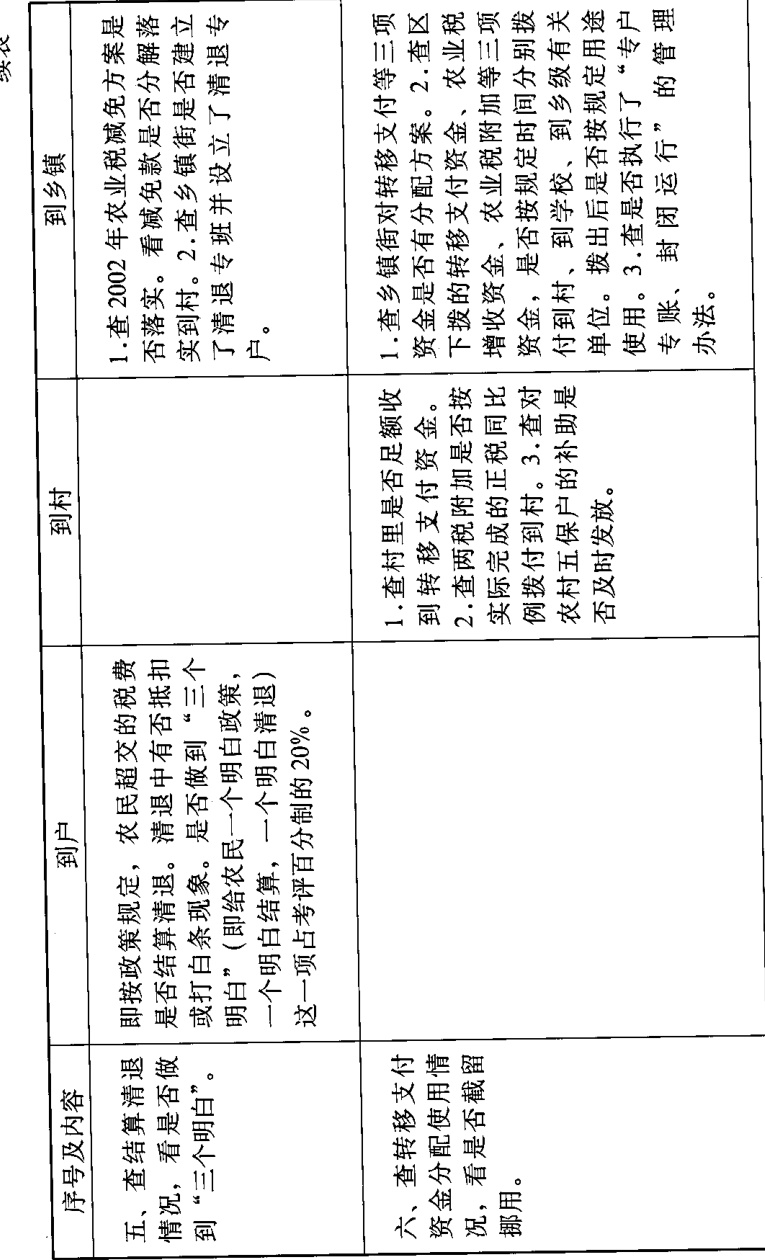 续表
序号及内容
到户
到村
到乡镇
五、查结算清退
情况，看是否做
到“三个明白”。
即按政策规定，农民超交的税费
是否结算清退。清退中有否抵扣
或打白条现象。是否做到“三个
明白”（即给农民一个明白政策，
一个明白结算，一个明白清退）
这一项占考评百分制的20%。
1.查2002年农业税减免方案是
否落实。看减免款是否分解落
实到村。2.查乡镇街是否建立
了清退专班并设立了清退专
户。
六、查转移支付
资金分配使用情
况，看是否截留
挪用。
1.查村里是否足额收
到转移支付资金。
2.查两税附加是否按
实际完成的正税同比
例拨付到村。3.查对
农村五保户的补助是
否及时发放。
1.查乡镇街对转移支付等三项
资金是否有分配方案。2.查区
下拨的转移支付资金、农业税
增收资金、农业税附加等三项
资金，是否按规定时间分别拨
付到村、到学校、到乡级有关
单位。拨出后是否按规定用途
使用。3.查是否执行了“专户
专账、封闭运行”的管理
办法。